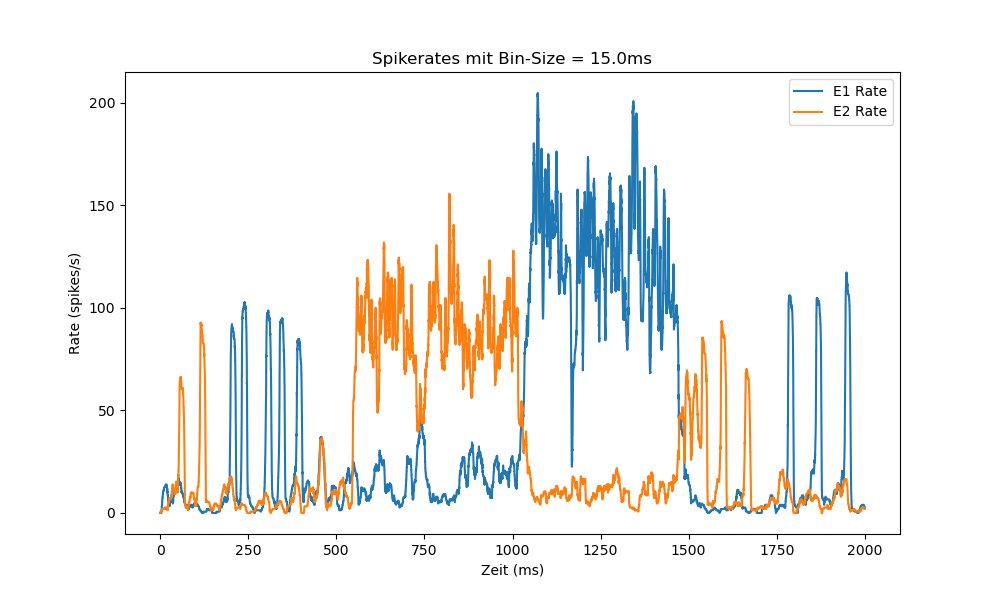 Spikerates mit Bin-Size = 15.0ms
E1 Rate
E2 Rate
200
150
100
50
0
Rate (spikes/s)
0 250 500 750 1000 1250 1500 1750 2000
Zeit (ms)